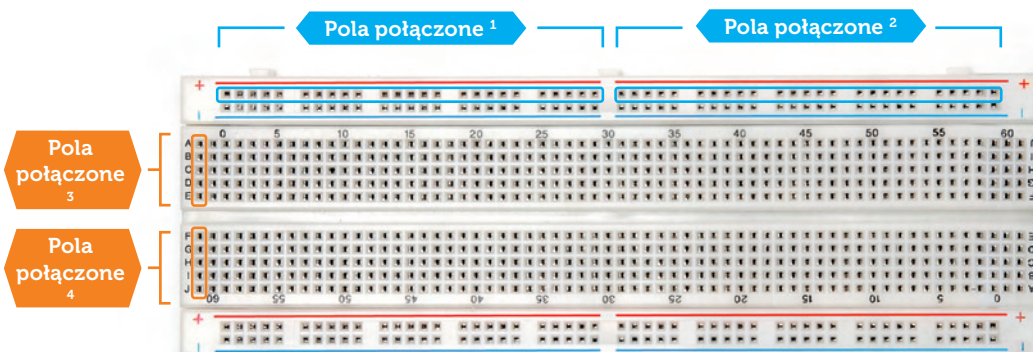 Pola połączone 1
Pola połączone 2
+ +
0 5 10 15 20 25 30 35 40 45 50 55 60
Pola
połączone
3
A
B
C
D
E
Pola
połączone
4
F
G
H
I
J
60 55 50 45 40 35 30 25 20 15 10 5 0
+ +